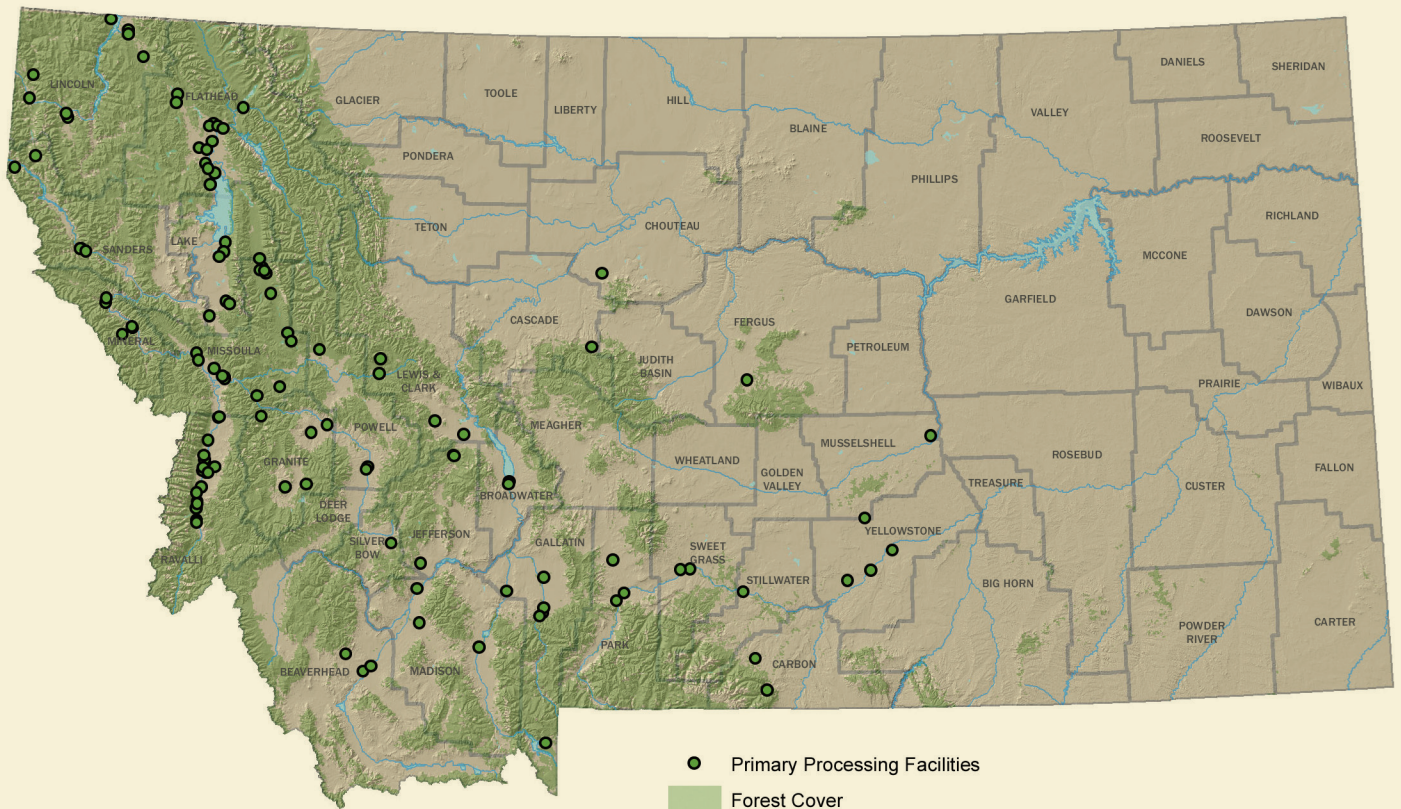 DANIELS
SHERIDAN
LINCOLN
FLATHEAD
GLACIER
TOOLE
LIBERTY
HILL
BLAINE
VALLEY
ROOSEVELT
PONDERA
PHILLIPS
RICHLAND
TETON
CHOUTEAU
LAKE
SANDERS
MCCONE
GARFIELD
DAWSON
CASCADE
FERGUS
MINERAL
MISSOULA
PETROLEUM
JUDITH
BASIN
LEWIS &
CLARK
PRAIRIE
WIBAUX
POWELL
MEAGHER
MUSSELSHELL
GRANITE
WHEATLAND
GOLDEN
VALLEY
ROSEBUD
FALLON
TREASURE
CUSTER
BROADWATER
DEER
LODGE
JEFFERSON
SILVER
BOW
GALLATIN
YELLOWSTONE
SWEET
GRASS
RAVALLI
STILLWATER
BIG HORN
POWDER
RIVER
CARTER
PARK
BEAVERHEAD
MADISON
CARBON
Primary Processing Facilities
Forest Cover